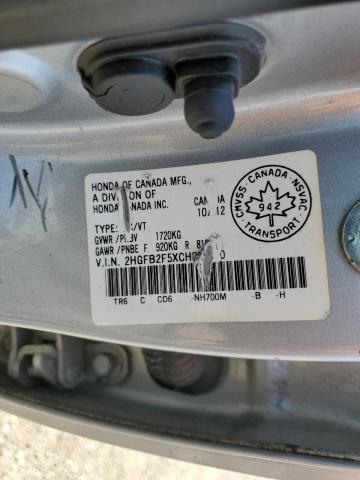 HONDA OF CANADA MFG.,
A DIVISION OF
HONDA CANADA INC.
10/12
CMVSS · CANADA · NSVAC
942
TRANSPORT
TYPE: /VT
GVWR /PNBV 1720KG
GAWR /PNBE F 920KG R
V.I.N. 2HGFB2F5XCH
TR6 C CD6 -NH700M -B -H